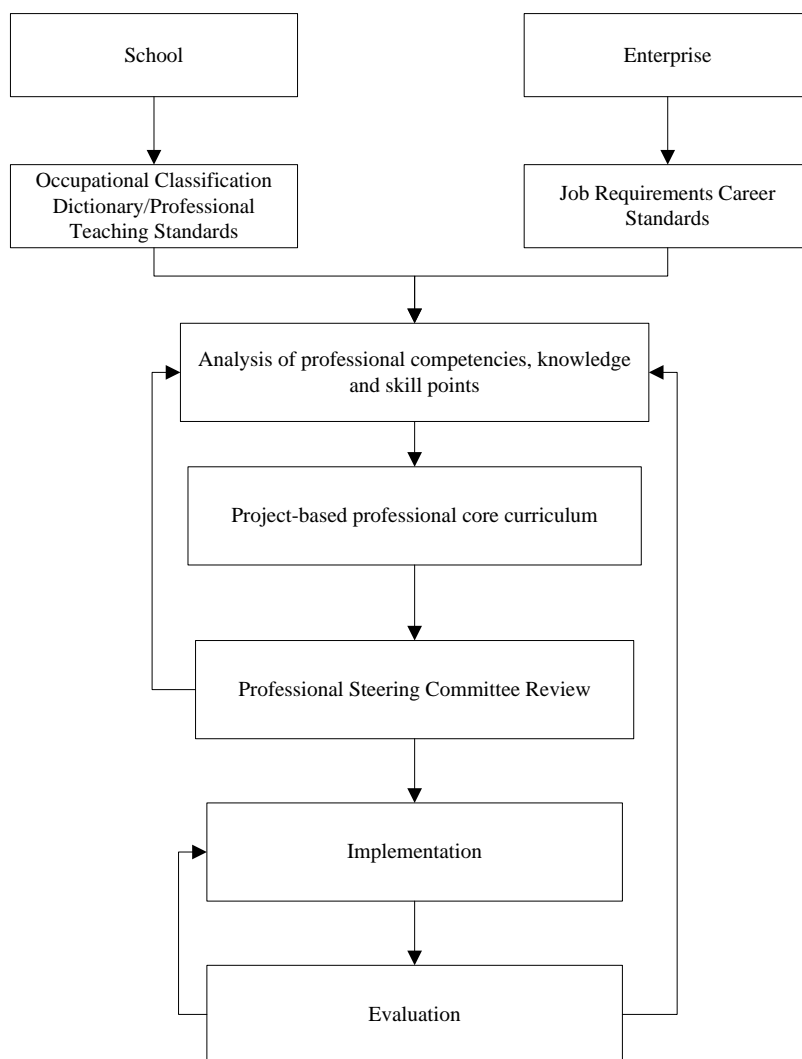 School
Enterprise
Occupational Classification
Dictionary/Professional
Teaching Standards
Job Requirements Career
Standards
Analysis of professional competencies, knowledge
and skill points
Project-based professional core curriculum
Professional Steering Committee Review
Implementation
Evaluation